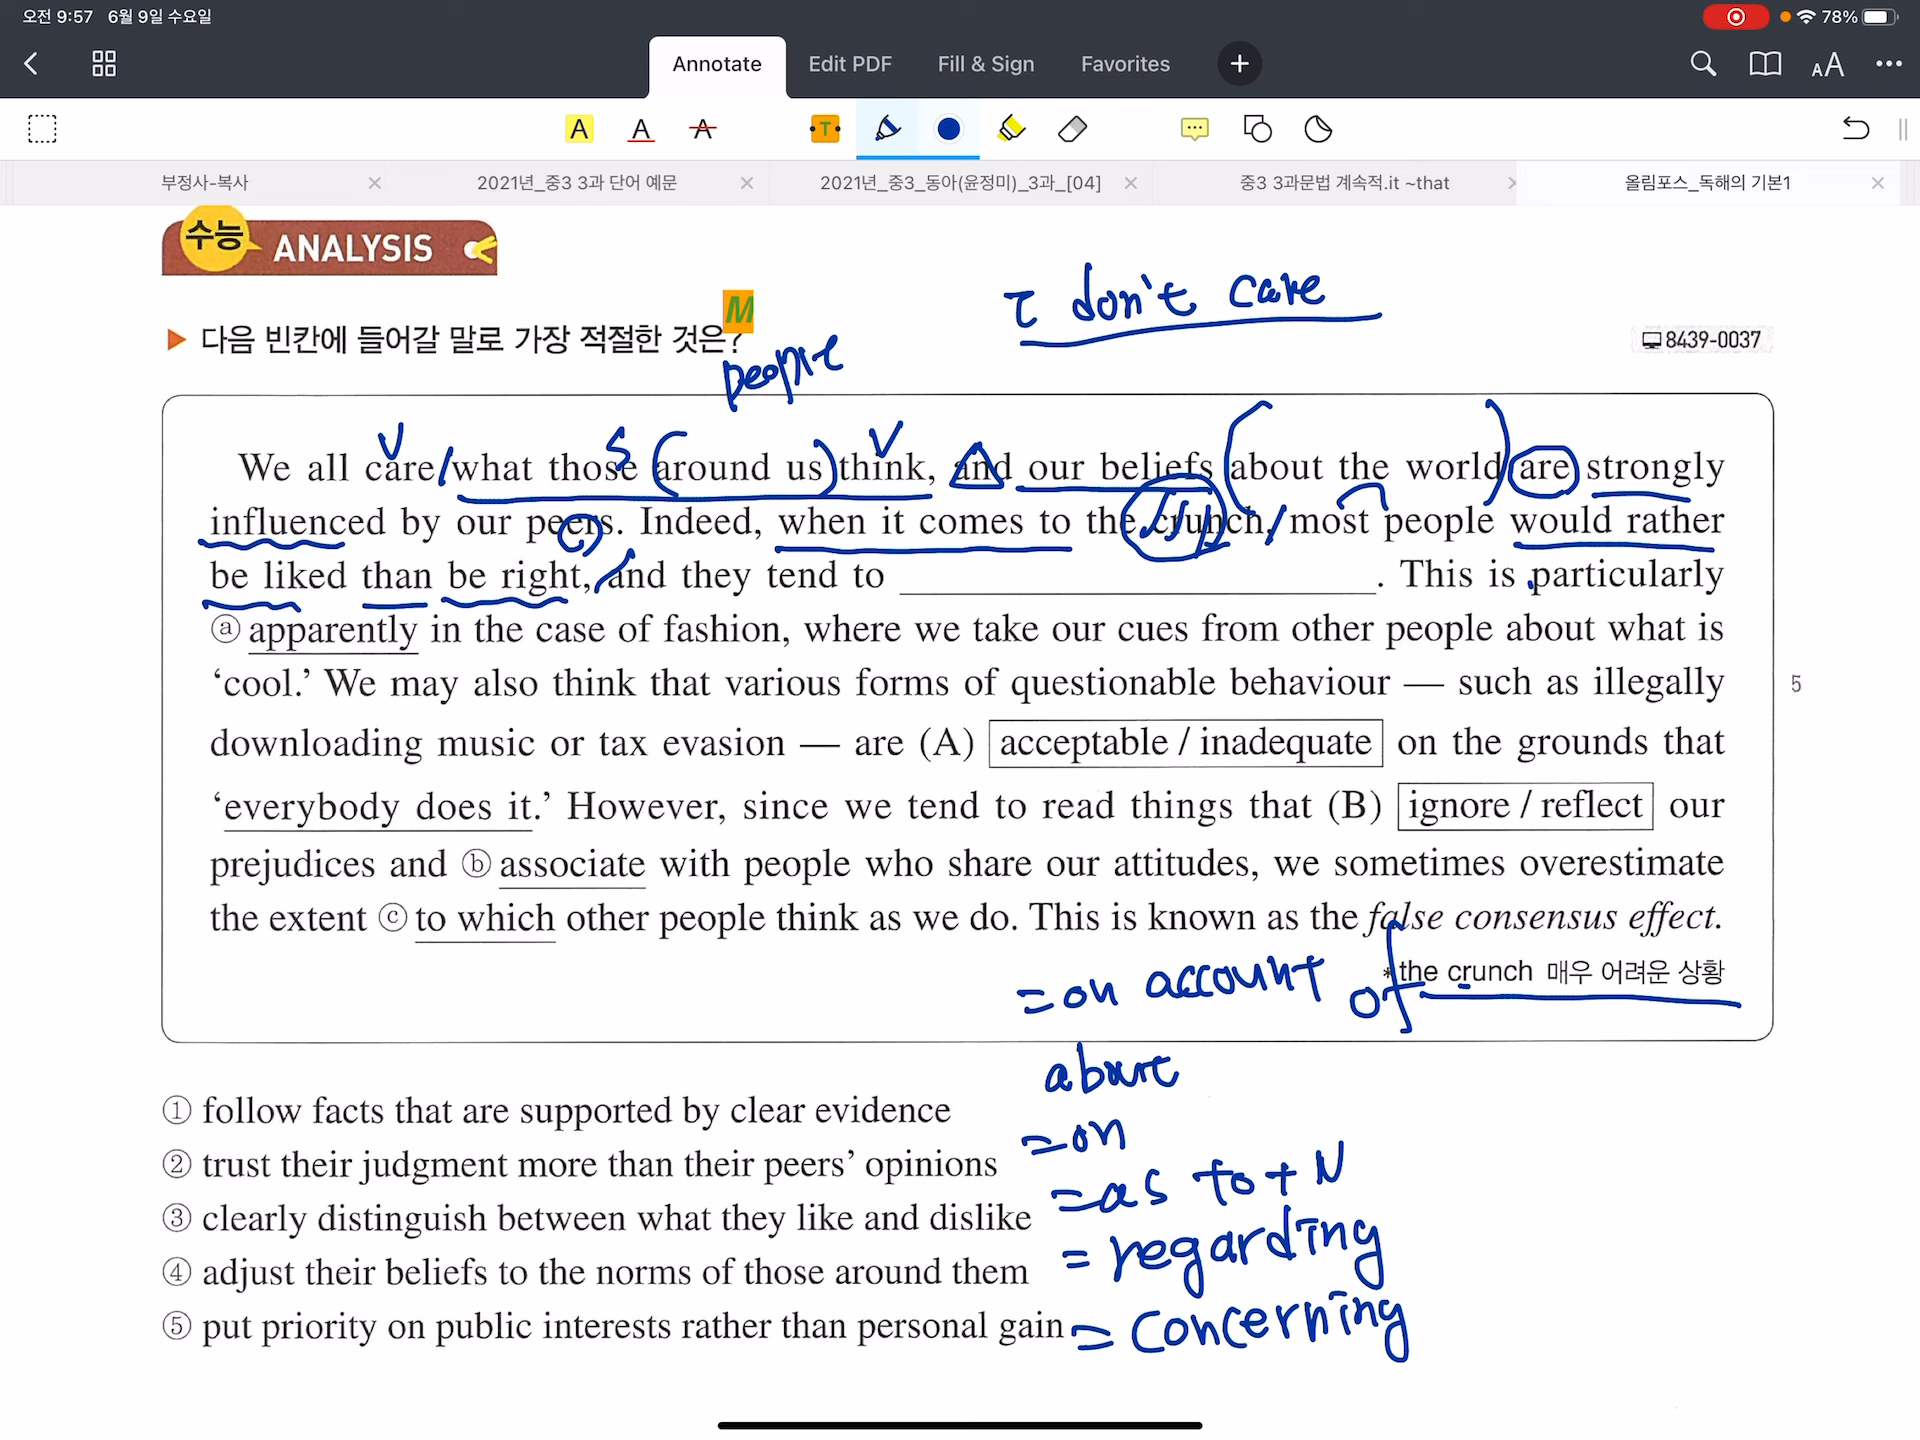 오전 9:57 6월 9일 수요일
78%
Annotate Edit PDF Fill & Sign Favorites
부정사-복사 2021년_중3 3과 단어 예문 2021년_중3_동아(윤정미)_3과_[04] 중3 3과문법 계속적.it ~that 올림포스_독해의 기본1
수능 ANALYSIS
I don't care
M
다음 빈칸에 들어갈 말로 가장 적절한 것은?
8439-0037
people
V S V
We all care what those around us think, and our beliefs about the world are strongly
influenced by our peers. Indeed, when it comes to the crunch, most people would rather
be liked than be right, and they tend to ____________. This is particularly
ⓐ apparently in the case of fashion, where we take our cues from other people about what is
‘cool.’ We may also think that various forms of questionable behaviour — such as illegally
5
downloading music or tax evasion — are (A) acceptable / inadequate on the grounds that
‘everybody does it.’ However, since we tend to read things that (B) ignore / reflect our
prejudices and ⓑ associate with people who share our attitudes, we sometimes overestimate
the extent ⓒ to which other people think as we do. This is known as the false consensus effect.
*the crunch 매우 어려운 상황
= on account of
about
= on
= as to + N
= regarding
= concerning
① follow facts that are supported by clear evidence
② trust their judgment more than their peers’ opinions
③ clearly distinguish between what they like and dislike
④ adjust their beliefs to the norms of those around them
⑤ put priority on public interests rather than personal gain